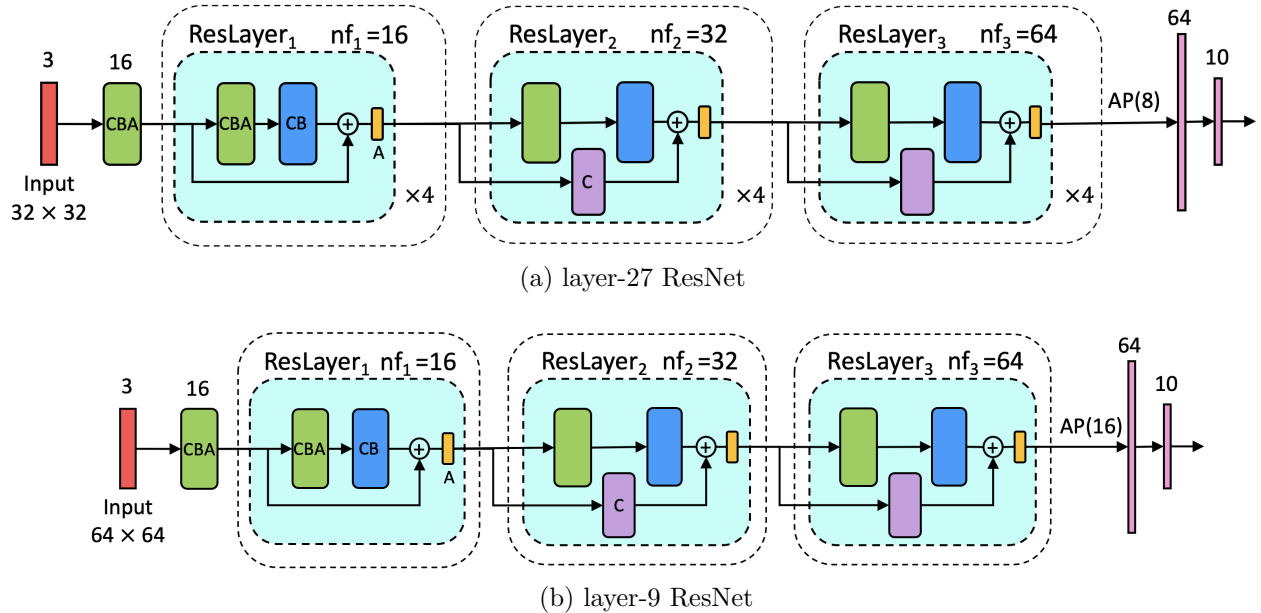 ResLayer₁ nf₁=16
ResLayer₂ nf₂=32
ResLayer₃ nf₃=64
64
3
16
10
CBA
CBA
CB
A
C
AP(8)
Input
32 × 32
×4
×4
×4
(a) layer-27 ResNet
ResLayer₁ nf₁=16
ResLayer₂ nf₂=32
ResLayer₃ nf₃=64
64
3
16
10
CBA
CBA
CB
A
C
AP(16)
Input
64 × 64
(b) layer-9 ResNet